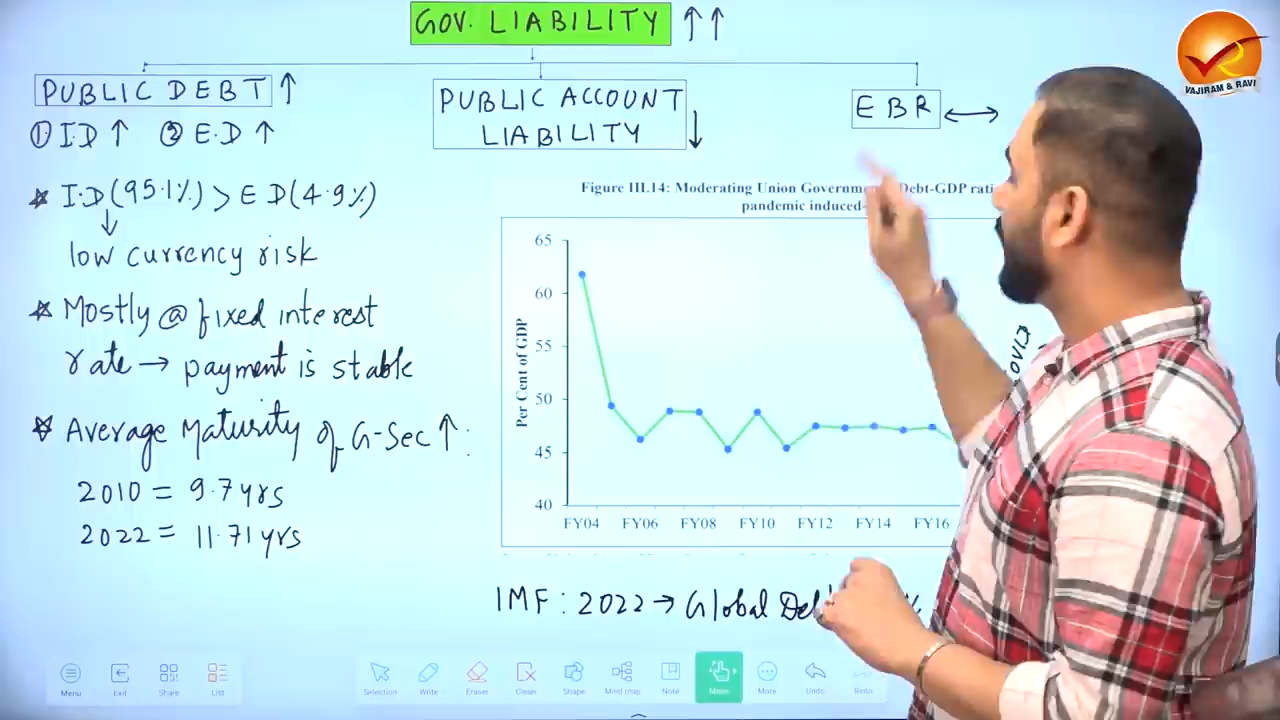 GOV. LIABILITY ↑↑
VAJIRAM & RAVI
PUBLIC DEBT ↑
① I.D ↑ ② E.D ↑
PUBLIC ACCOUNT
LIABILITY ↓
EBR ↔
I.D (95.1%) > E D (4.9%)
↓
low currency risk
Mostly @ fixed interest
rate → payment is stable
Average Maturity of G-Sec ↑ :
2010 = 9.7 yrs
2022 = 11.71 yrs
Figure III.14: Moderating Union Debt-GDP
pandemic induced-
Per Cent of GDP
65
60
55
50
45
40
FY04 FY06 FY08 FY10 FY12 FY14 FY16
IMF : 2022 → Global
Menu Exit Share List Selection Write Eraser Clean Shape Mind map Note Move More Undo Redo